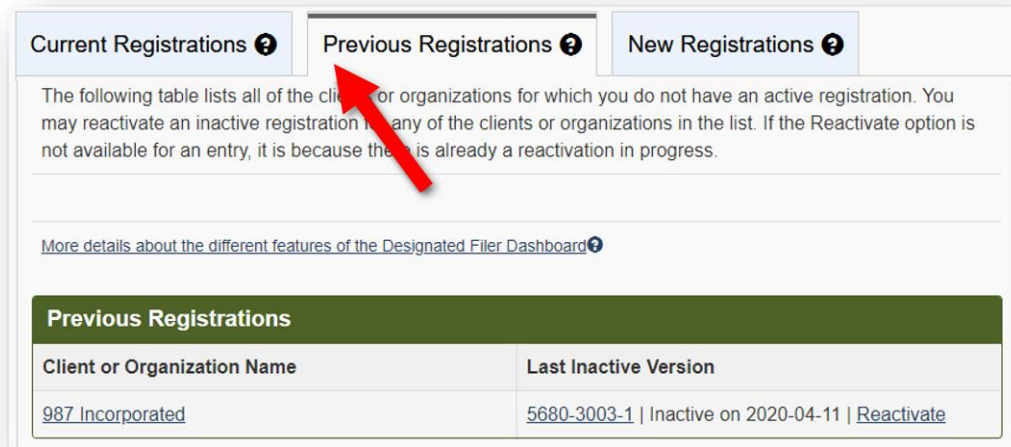 Current Registrations ?
Previous Registrations ?
New Registrations ?
The following table lists all of the clients or organizations for which you do not have an active registration. You
may reactivate an inactive registration for any of the clients or organizations in the list. If the Reactivate option is
not available for an entry, it is because there is already a reactivation in progress.
More details about the different features of the Designated Filer Dashboard ?
Previous Registrations
Client or Organization Name
Last Inactive Version
987 Incorporated
5680-3003-1 | Inactive on 2020-04-11 | Reactivate